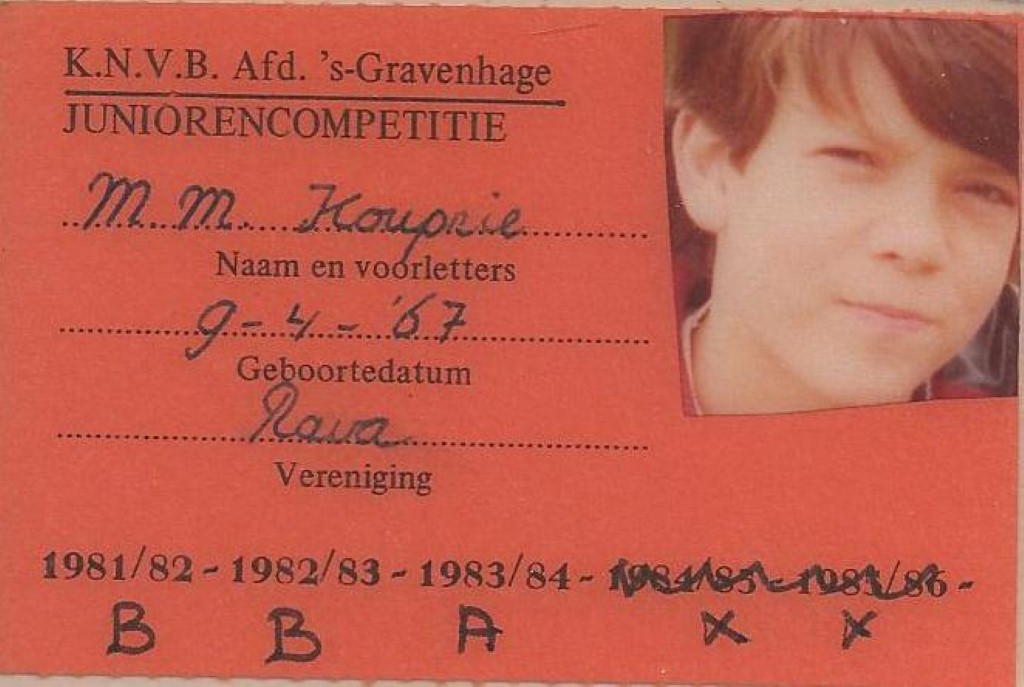 K.N.V.B. Afd. 's-Gravenhage
JUNIORENCOMPETITIE
M. M. Kouprie
Naam en voorletters
9-4-'67
Geboortedatum
Rava
Vereniging
1981/82 - 1982/83 - 1983/84 - 1984/85 - 1985/86 -
B B A X X